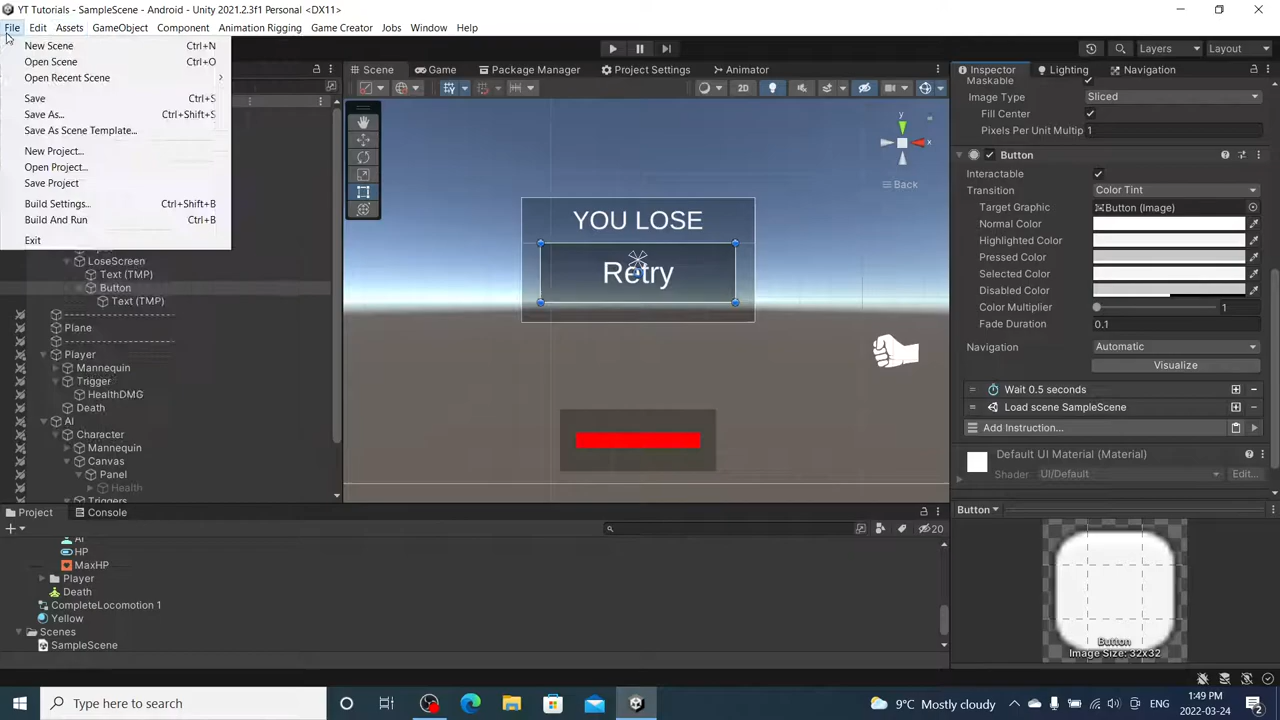 YT Tutorials - SampleScene - Android - Unity 2021.2.3f1 Personal <DX11>
File Edit Assets GameObject Component Animation Rigging Game Creator Jobs Window Help
New Scene Ctrl+N
Open Scene Ctrl+O
Open Recent Scene
Save Ctrl+S
Save As... Ctrl+Shift+S
Save As Scene Template...
New Project...
Open Project...
Save Project
Build Settings... Ctrl+Shift+B
Build And Run Ctrl+B
Exit
LoseScreen
Text (TMP)
Button
Text (TMP)
Plane
Player
Mannequin
Trigger
HealthDMG
Death
AI
Character
Mannequin
Canvas
Panel
Health
Triggers
Layers Layout
Scene Game Package Manager Project Settings Animator
2D
y
x
Back
YOU LOSE
Retry
Inspector Lighting Navigation
Maskable
Image Type Sliced
Fill Center
Pixels Per Unit Multip 1
Button
Interactable
Transition Color Tint
Target Graphic Button (Image)
Normal Color
Highlighted Color
Pressed Color
Selected Color
Disabled Color
Color Multiplier 1
Fade Duration 0.1
Navigation Automatic
Visualize
Wait 0.5 seconds
Load scene SampleScene
Add Instruction...
Default UI Material (Material)
Shader UI/Default Edit...
Button
Button
Image Size: 32x32
Project Console
20
AI
HP
MaxHP
Player
Death
CompleteLocomotion 1
Yellow
Scenes
SampleScene
Type here to search
9°C Mostly cloudy
ENG
1:49 PM
2022-03-24
2